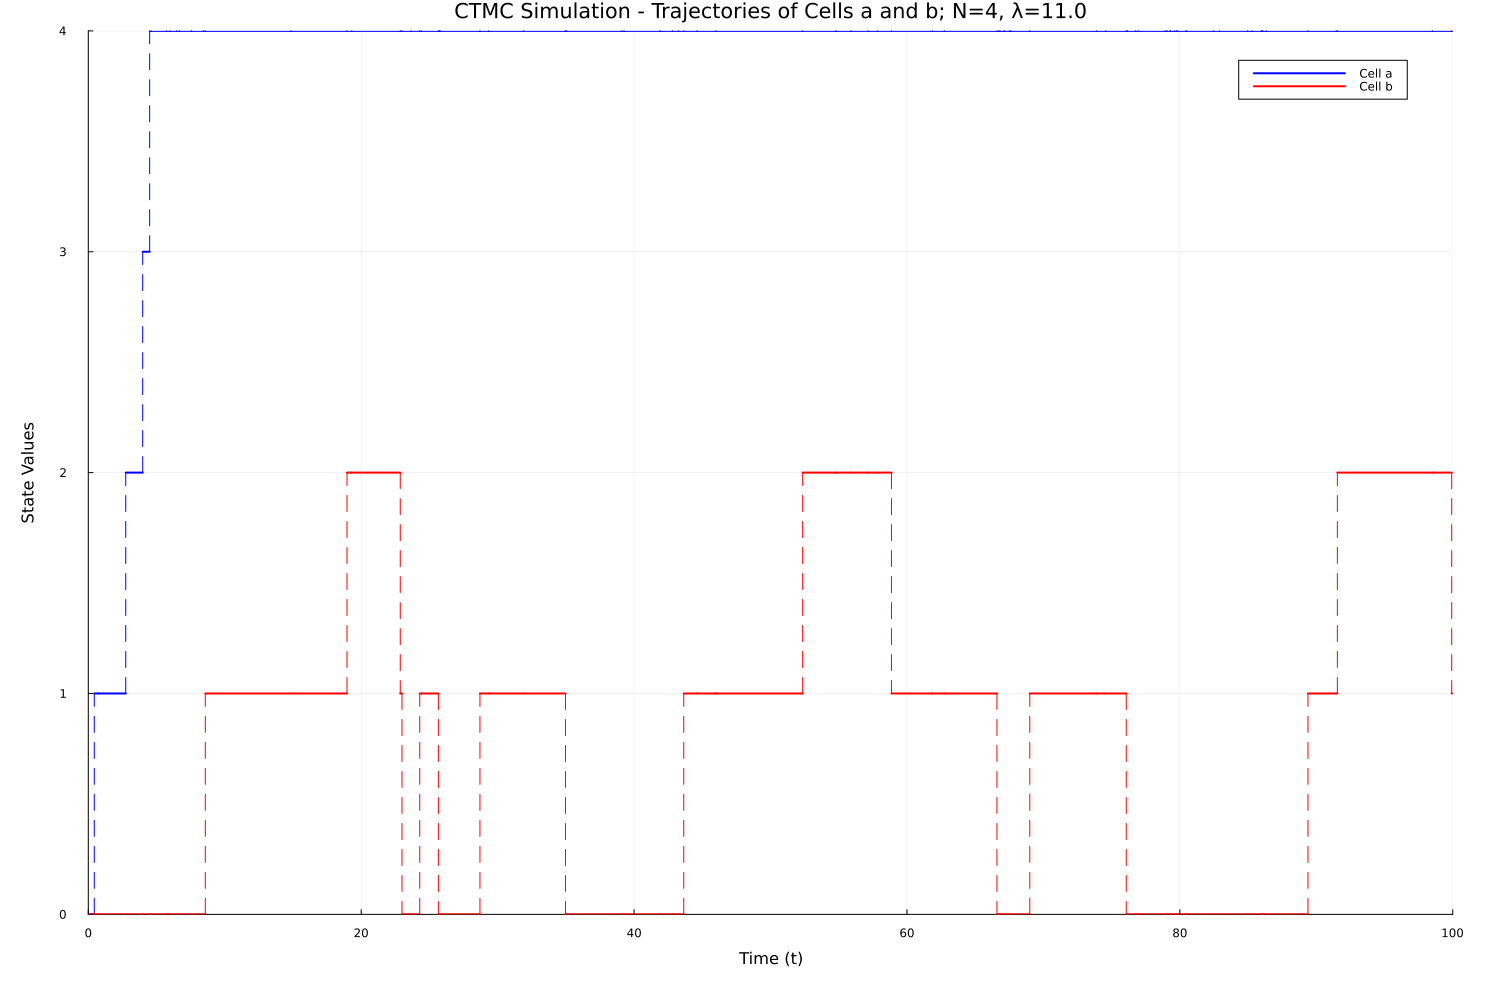 CTMC Simulation - Trajectories of Cells a and b; N=4, λ=11.0
4
Cell a
Cell b
3
State Values
2
1
0
0 20 40 60 80 100
Time (t)